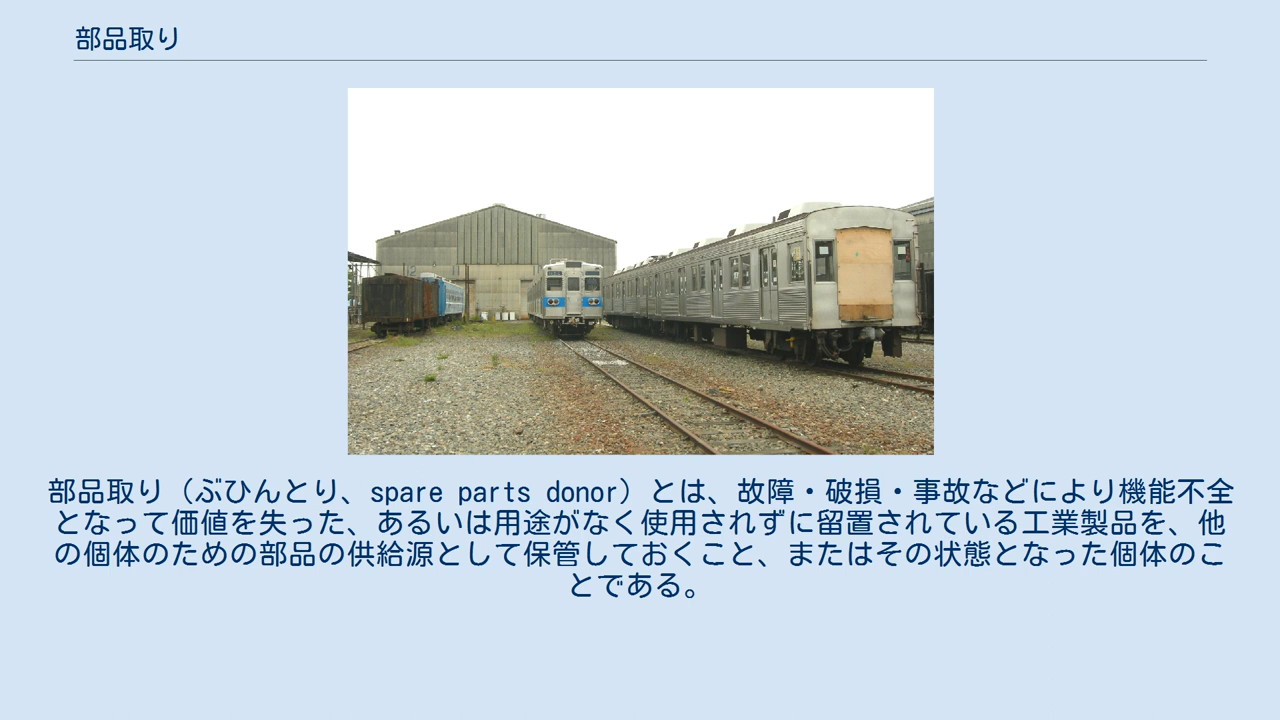 部品取り
部品取り（ぶひんとり、spare parts donor）とは、故障・破損・事故などにより機能不全
となって価値を失った、あるいは用途がなく使用されずに留置されている工業製品を、他
の個体のための部品の供給源として保管しておくこと、またはその状態となった個体のこ
とである。